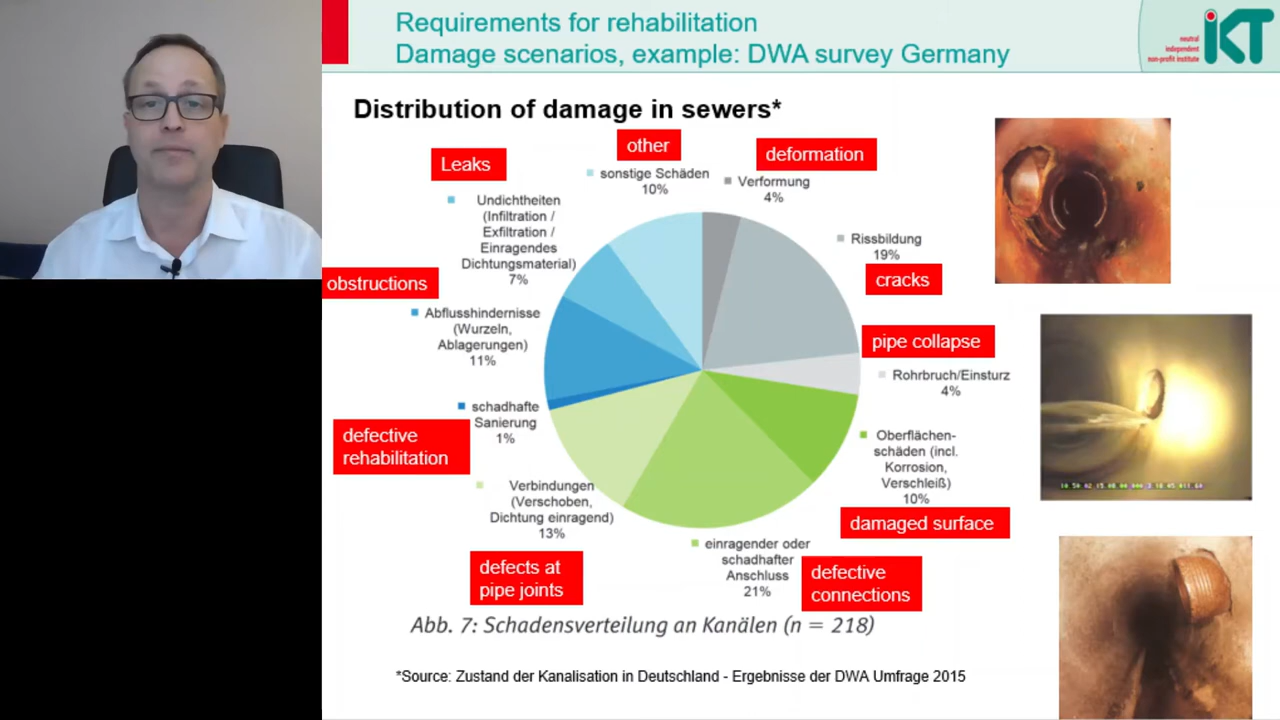 Requirements for rehabilitation
Damage scenarios, example: DWA survey Germany
neutral
independent
non-profit institute
iKT
Distribution of damage in sewers*
other
sonstige Schäden
10%
deformation
Verformung
4%
Leaks
Undichtheiten
(Infiltration /
Exfiltration /
Einragendes
Dichtungsmaterial)
7%
Rissbildung
19%
cracks
obstructions
Abflusshindernisse
(Wurzeln,
Ablagerungen)
11%
pipe collapse
Rohrbruch/Einsturz
4%
schadhafte
Sanierung
1%
defective
rehabilitation
Oberflächen-
schäden (incl.
Korrosion,
Verschleiß)
10%
damaged surface
Verbindungen
(Verschoben,
Dichtung einragend)
13%
defects at
pipe joints
einragender oder
schadhafter
Anschluss
21%
defective
connections
Abb. 7: Schadensverteilung an Kanälen (n = 218)
*Source: Zustand der Kanalisation in Deutschland - Ergebnisse der DWA Umfrage 2015